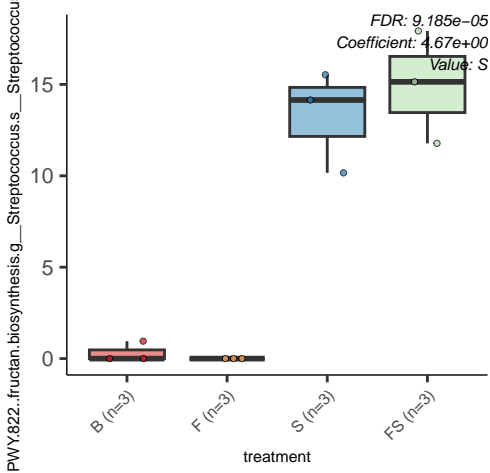 FDR: 9.185e−05
Coefficient: 4.67e+00
Value: S
PWY.822..fructan.biosynthesis.g__Streptococcus.s__Streptococcus
15
10
5
0
B (n=3)
F (n=3)
S (n=3)
FS (n=3)
treatment